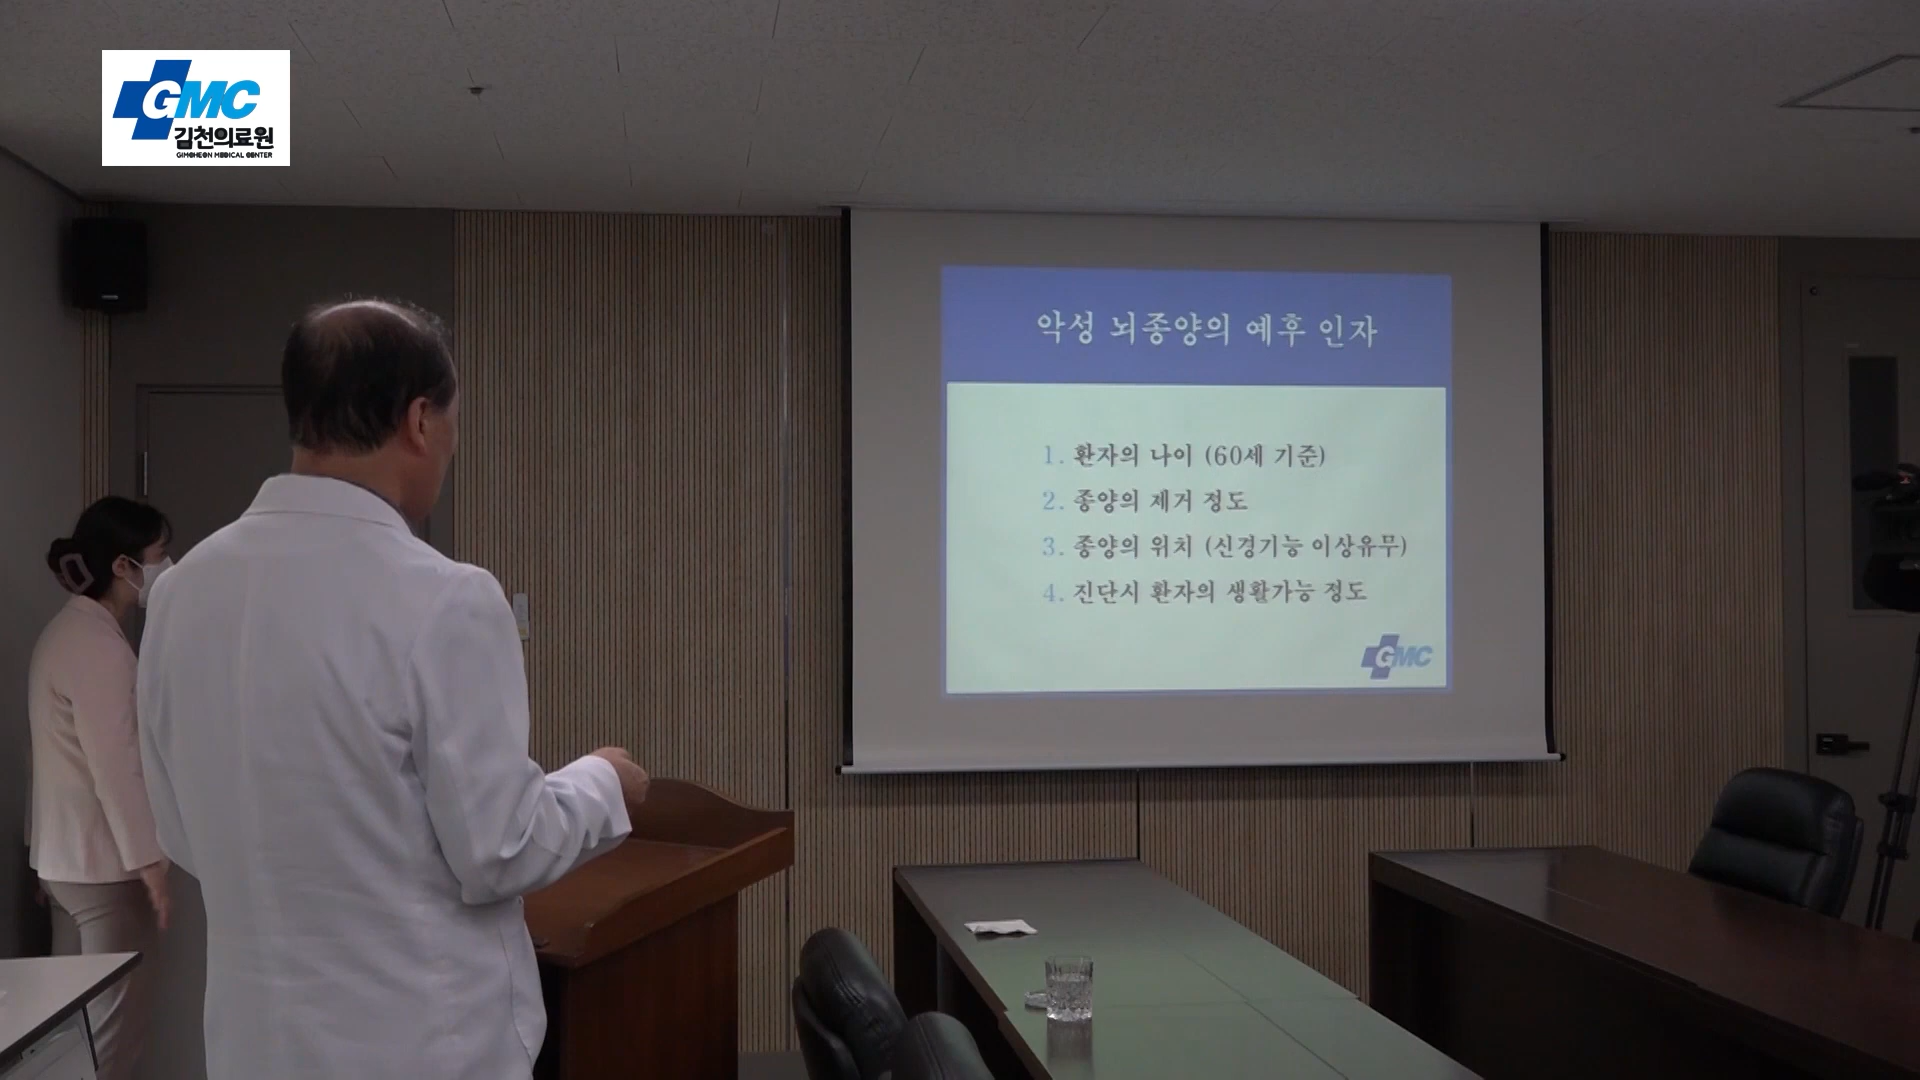 GMC
김천의료원
GIMCHEON MEDICAL CENTER
악성 뇌종양의 예후 인자
1. 환자의 나이 (60세 기준)
2. 종양의 제거 정도
3. 종양의 위치 (신경기능 이상유무)
4. 진단시 환자의 생활가능 정도
GMC